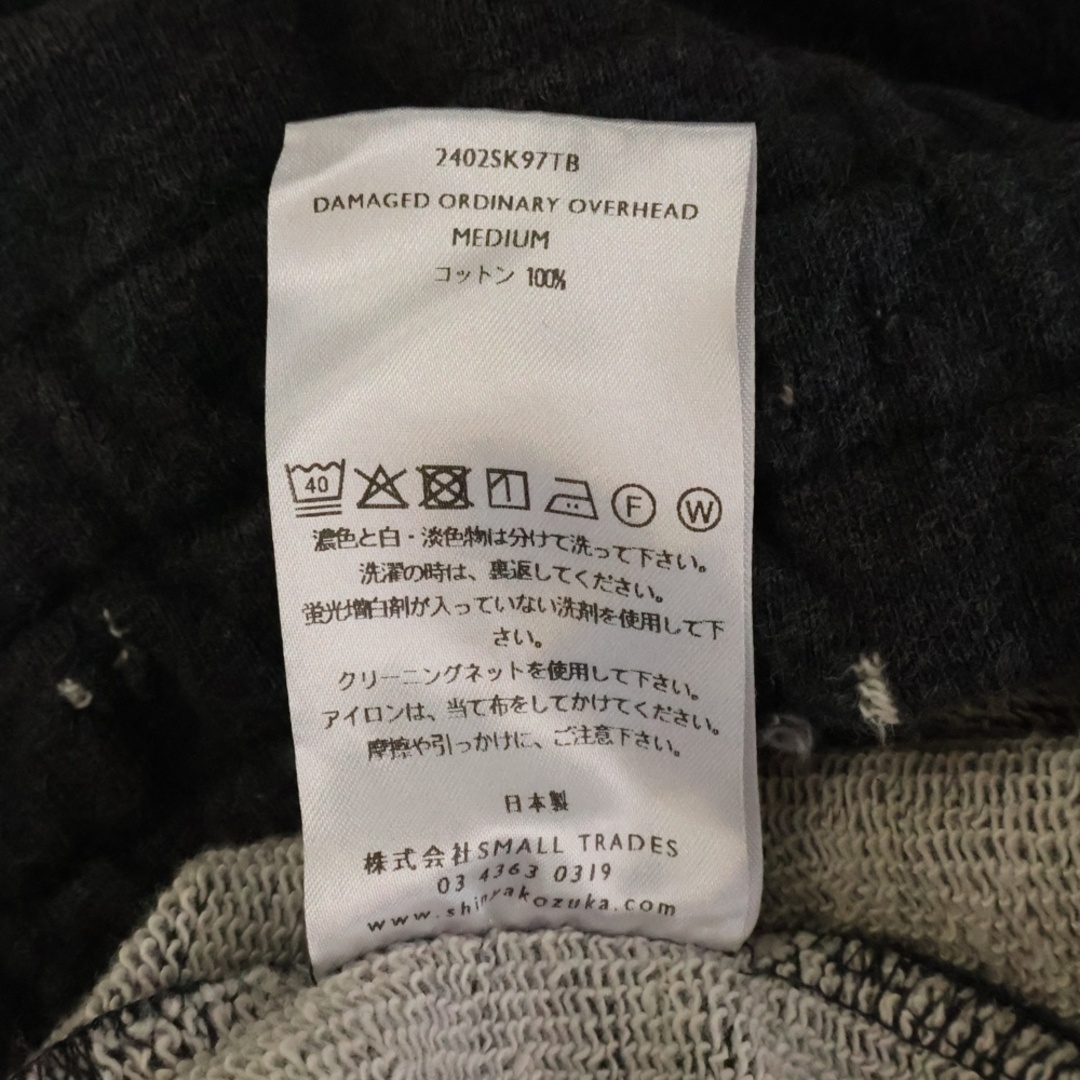 2402SK97TB
DAMAGED ORDINARY OVERHEAD
MEDIUM
コットン 100%
40 F W
濃色と白・淡色物は分けて洗って下さい。
洗濯の時は、裏返してください。
蛍光増白剤が入っていない洗剤を使用して下
さい。
クリーニングネットを使用して下さい。
アイロンは、当て布をしてかけてください。
摩擦や引っかけに、ご注意下さい。
日本製
株式会社SMALL TRADES
03 4363 0319
www.shinyakozuka.com